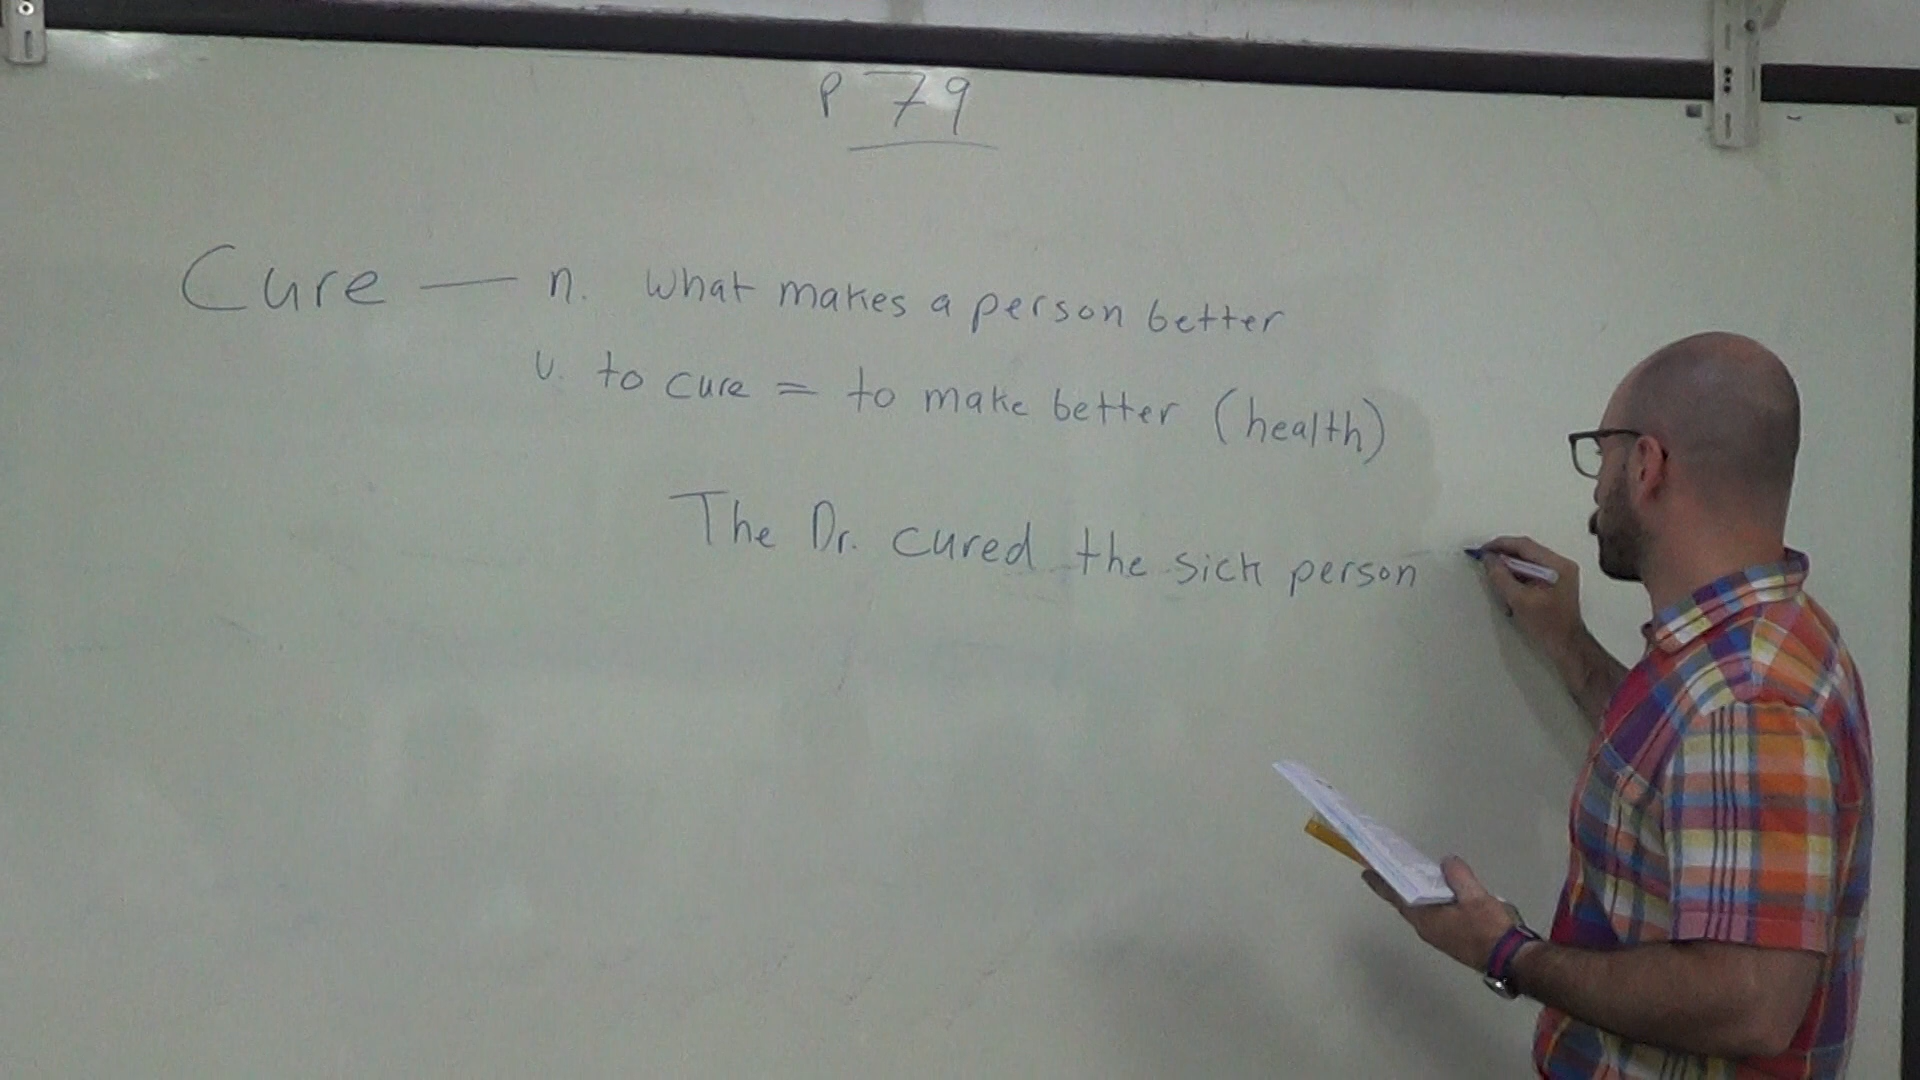 P 79
Cure — n. What makes a person better
v. to cure = to make better (health)
The Dr. cured the sick person